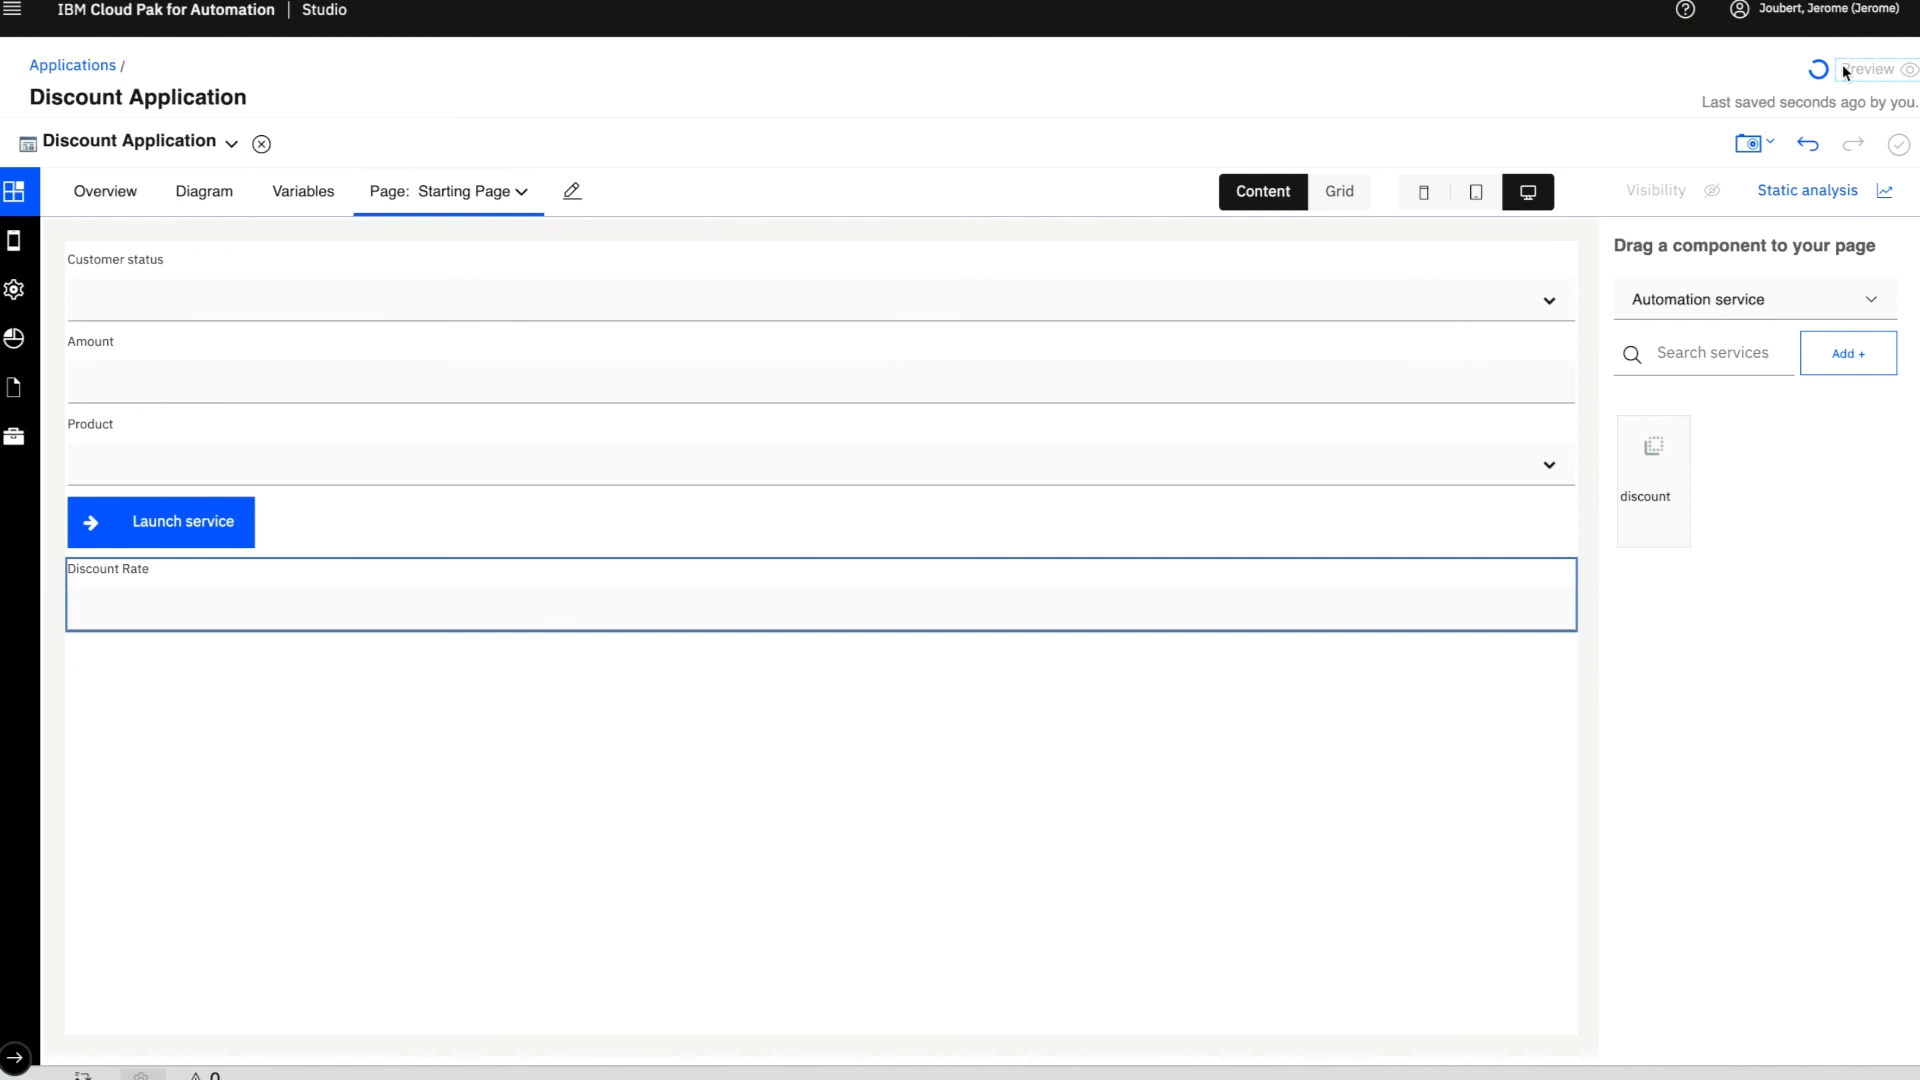 IBM Cloud Pak for Automation | Studio
Joubert, Jerome (Jerome)
Applications /
Preview
Discount Application
Last saved seconds ago by you.
Discount Application
Overview
Diagram
Variables
Page: Starting Page
Content
Grid
Visibility
Static analysis
Customer status
Amount
Product
Launch service
Discount Rate
Drag a component to your page
Automation service
Search services
Add +
discount
0